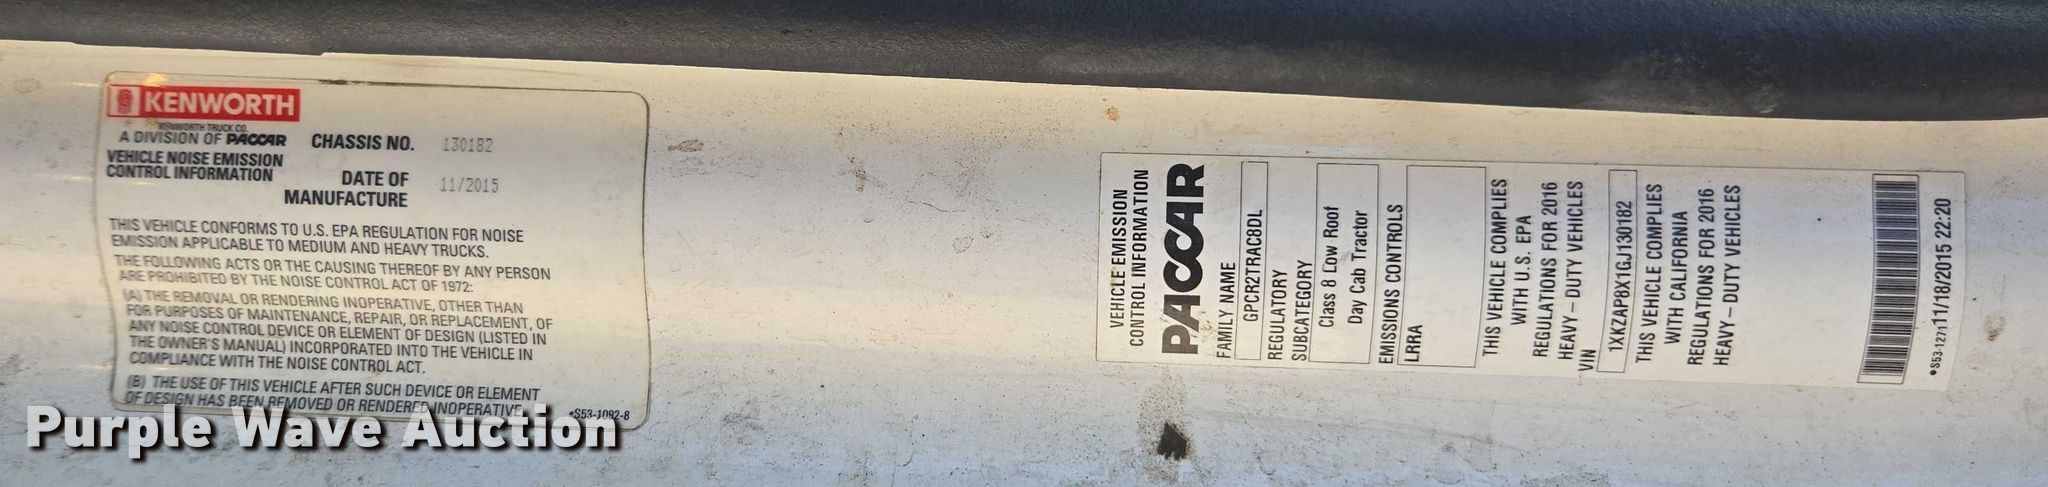 KENWORTH
KENWORTH TRUCK CO.
A DIVISION OF PACCAR
VEHICLE NOISE EMISSION
CONTROL INFORMATION
CHASSIS NO. 130182
DATE OF
MANUFACTURE 11/2015
THIS VEHICLE CONFORMS TO U.S. EPA REGULATION FOR NOISE
EMISSION APPLICABLE TO MEDIUM AND HEAVY TRUCKS.
THE FOLLOWING ACTS OR THE CAUSING THEREOF BY ANY PERSON
ARE PROHIBITED BY THE NOISE CONTROL ACT OF 1972:
(A) THE REMOVAL OR RENDERING INOPERATIVE, OTHER THAN
FOR PURPOSES OF MAINTENANCE, REPAIR, OR REPLACEMENT, OF
ANY NOISE CONTROL DEVICE OR ELEMENT OF DESIGN (LISTED IN
THE OWNER'S MANUAL) INCORPORATED INTO THE VEHICLE IN
COMPLIANCE WITH THE NOISE CONTROL ACT.
(B) THE USE OF THIS VEHICLE AFTER SUCH DEVICE OR ELEMENT
OF DESIGN HAS BEEN REMOVED OR RENDERED INOPERATIVE.
•S53-1092-8
VEHICLE EMISSION
CONTROL INFORMATION
PACCAR
FAMILY NAME
GPCR2TRAC8DL
REGULATORY
SUBCATEGORY
Class 8 Low Roof
Day Cab Tractor
EMISSIONS CONTROLS
LRRA
THIS VEHICLE COMPLIES
WITH U.S. EPA
REGULATIONS FOR 2016
HEAVY-DUTY VEHICLES
VIN
1XKZAP8X1GJ130182
THIS VEHICLE COMPLIES
WITH CALIFORNIA
REGULATIONS FOR 2016
HEAVY-DUTY VEHICLES
11/18/2015 22:20
Purple Wave Auction